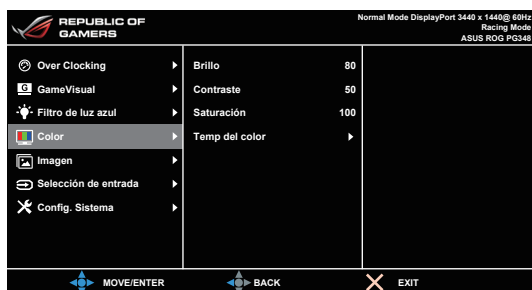 REPUBLIC OF
GAMERS
Normal Mode DisplayPort 3440 x 1440@ 60Hz
Racing Mode
ASUS ROG PG348
Over Clocking
G GameVisual
Filtro de luz azul
Color
Imagen
Selección de entrada
Config. Sistema
Brillo 80
Contraste 50
Saturación 100
Temp del color
MOVE/ENTER
BACK
EXIT